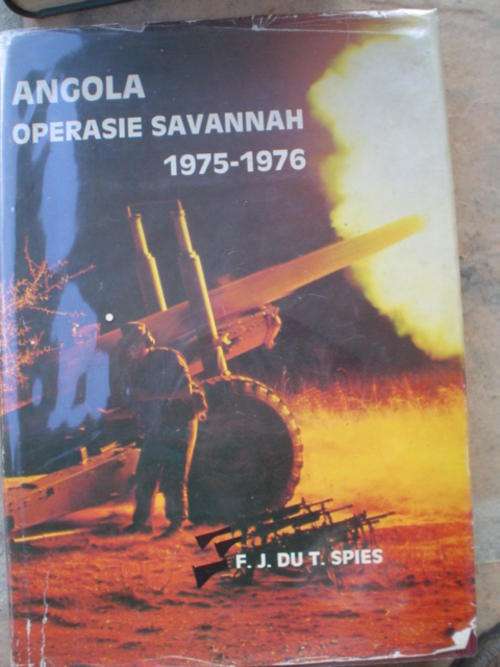 ANGOLA
OPERASIE SAVANNAH
1975-1976
F. J. DU T. SPIES